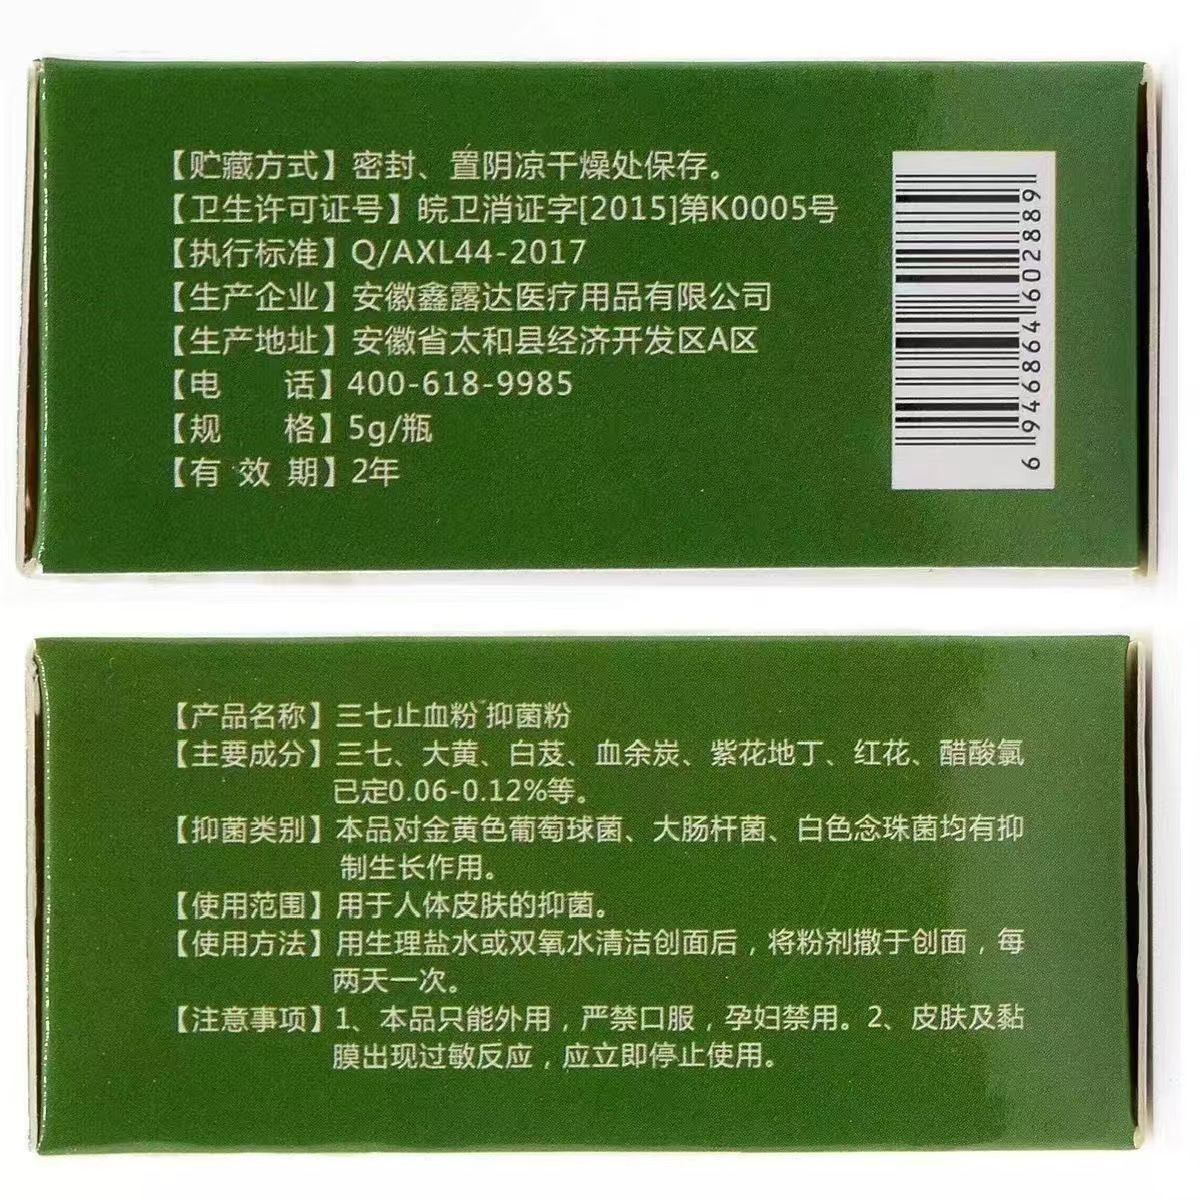 【贮藏方式】密封、置阴凉干燥处保存。
【卫生许可证号】皖卫消证字[2015]第K0005号
【执行标准】Q/AXL44-2017
【生产企业】安徽鑫露达医疗用品有限公司
【生产地址】安徽省太和县经济开发区A区
【电 话】400-618-9985
【规 格】5g/瓶
【有 效 期】2年
6946864602889
【产品名称】三七止血粉 抑菌粉
【主要成分】三七、大黄、白芨、血余炭、紫花地丁、红花、醋酸氯
已定0.06-0.12%等。
【抑菌类别】本品对金黄色葡萄球菌、大肠杆菌、白色念珠菌均有抑
制生长作用。
【使用范围】用于人体皮肤的抑菌。
【使用方法】用生理盐水或双氧水清洁创面后，将粉剂撒于创面，每
两天一次。
【注意事项】1、本品只能外用，严禁口服，孕妇禁用。2、皮肤及黏
膜出现过敏反应，应立即停止使用。